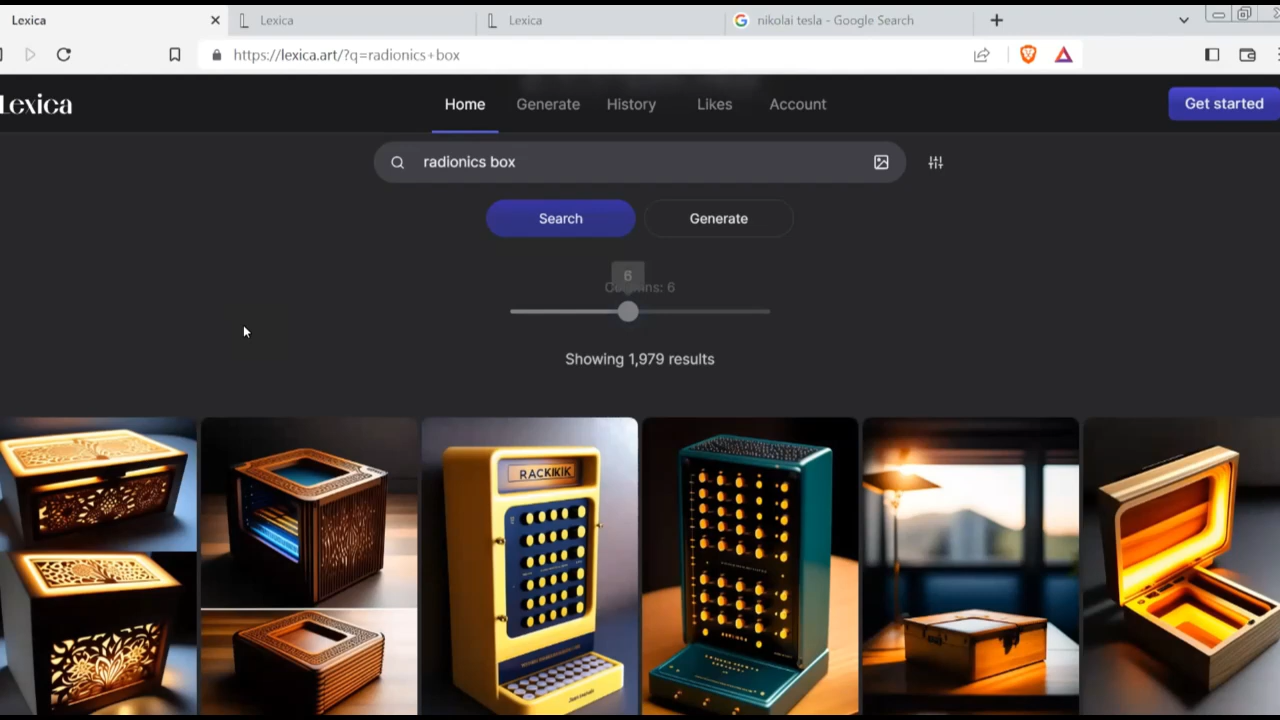 Lexica
Lexica
Lexica
nikolai tesla - Google Search
https://lexica.art/?q=radionics+box
Lexica
Home
Generate
History
Likes
Account
Get started
radionics box
Search
Generate
6
Columns: 6
Showing 1,979 results
RACKIKIK